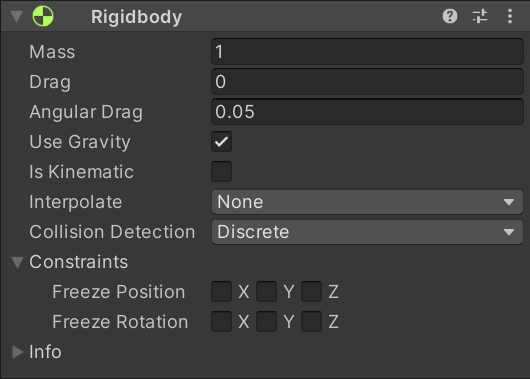 Rigidbody
Mass 1
Drag 0
Angular Drag 0.05
Use Gravity
Is Kinematic
Interpolate None
Collision Detection Discrete
Constraints
Freeze Position X Y Z
Freeze Rotation X Y Z
Info